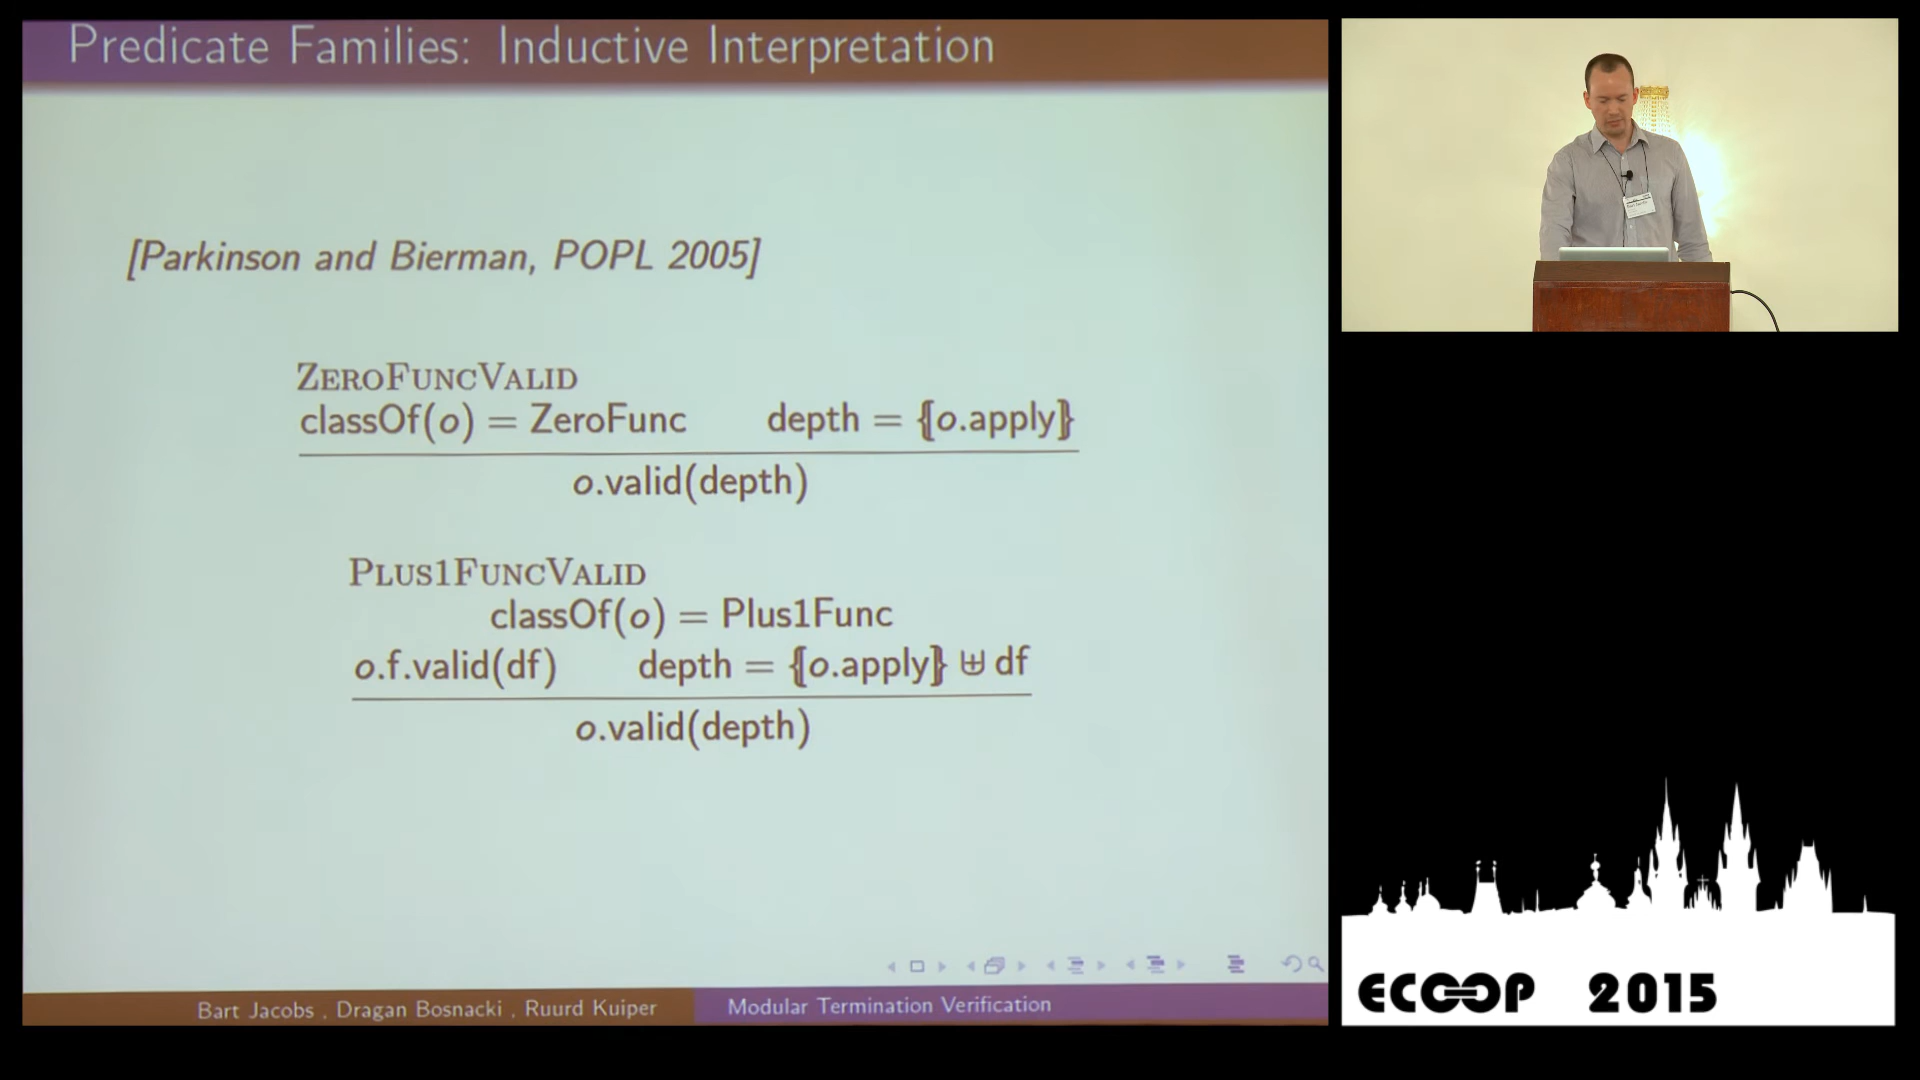 Predicate Families: Inductive Interpretation
[Parkinson and Bierman, POPL 2005]
ZEROFUNCVALID
classOf(o) = ZeroFunc depth = {[o.apply]}
o.valid(depth)
PLUS1FUNCVALID
classOf(o) = Plus1Func
o.f.valid(df) depth = {[o.apply]} ⊎ df
o.valid(depth)
Bart Jacobs , Dragan Bosnacki , Ruurd Kuiper Modular Termination Verification
ECOOP 2015